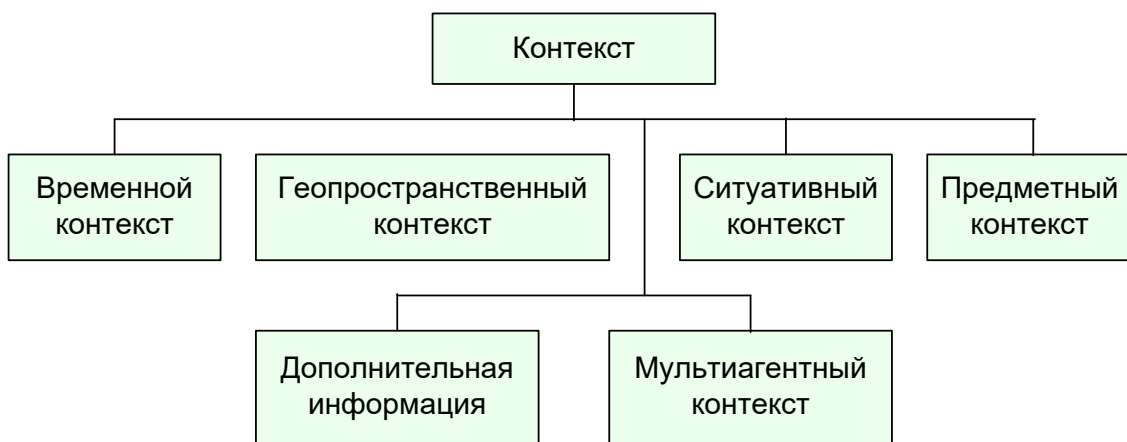 Контекст
Временной
контекст
Геопространственный
контекст
Ситуативный
контекст
Предметный
контекст
Дополнительная
информация
Мультиагентный
контекст